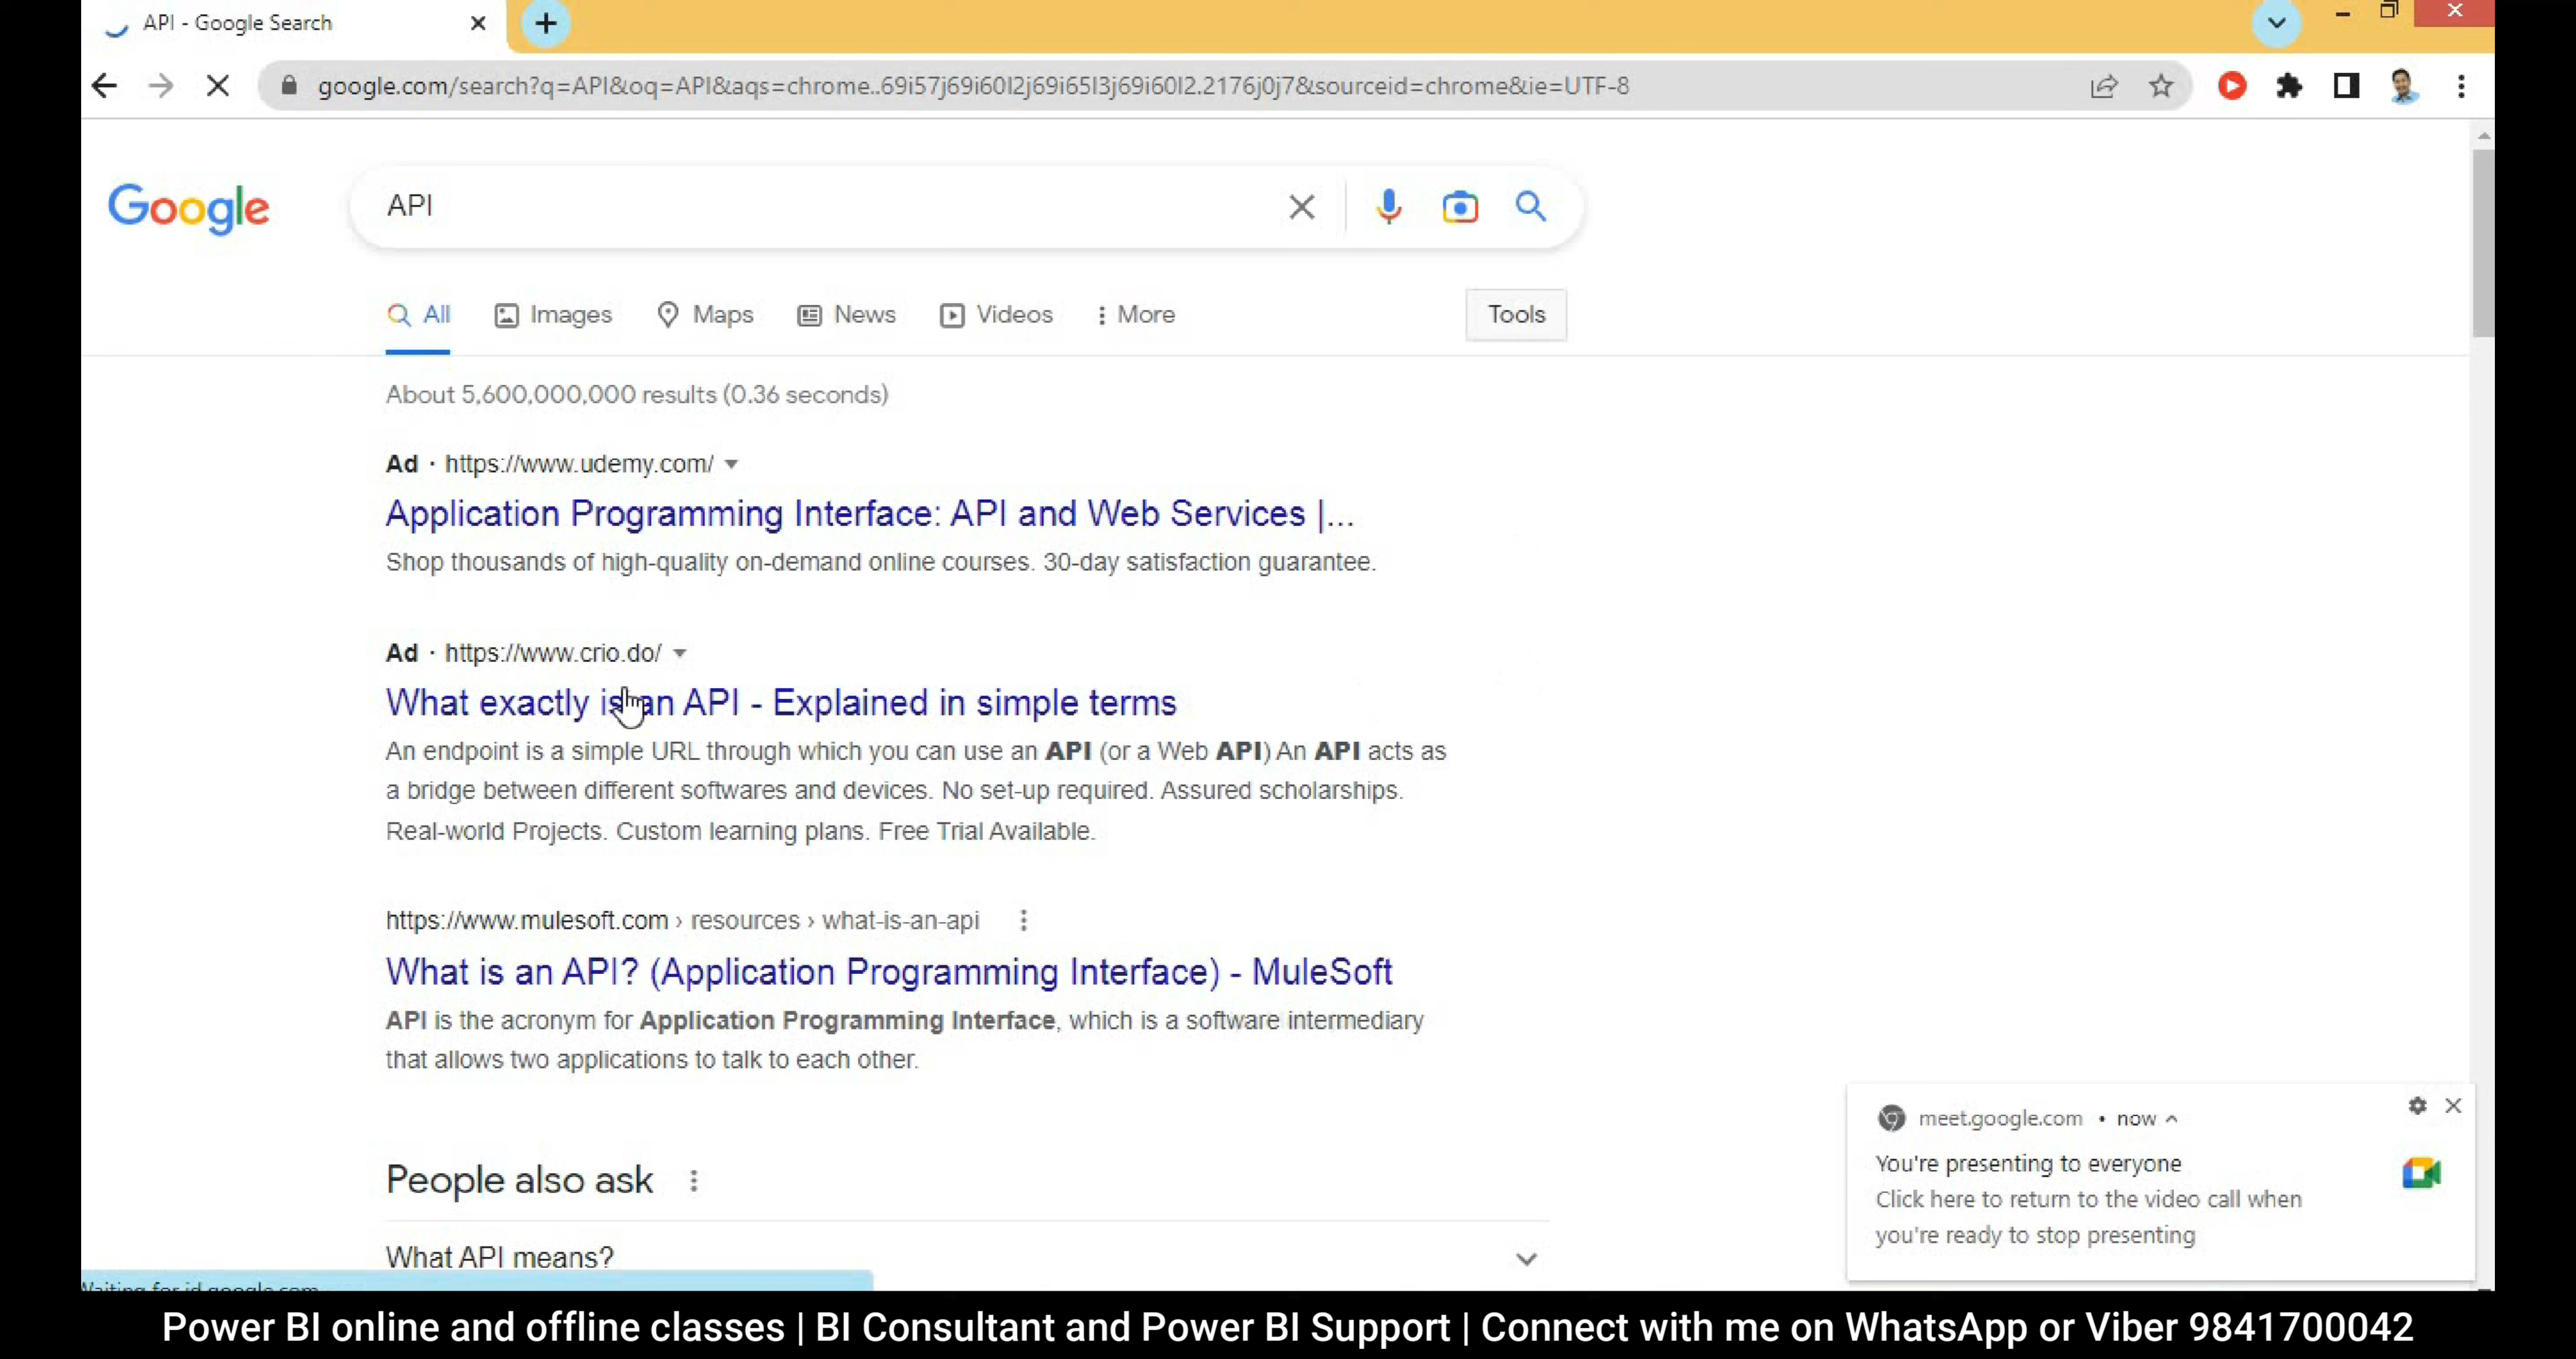 API - Google Search
google.com/search?q=API&oq=API&aqs=chrome..69i57j69i60l2j69i65l3j69i60l2.2176j0j7&sourceid=chrome&ie=UTF-8
Google
API
All Images Maps News Videos More Tools
About 5,600,000,000 results (0.36 seconds)
Ad · https://www.udemy.com/
Application Programming Interface: API and Web Services |...
Shop thousands of high-quality on-demand online courses. 30-day satisfaction guarantee.
Ad · https://www.crio.do/
What exactly is an API - Explained in simple terms
An endpoint is a simple URL through which you can use an API (or a Web API) An API acts as
a bridge between different softwares and devices. No set-up required. Assured scholarships.
Real-world Projects. Custom learning plans. Free Trial Available.
https://www.mulesoft.com › resources › what-is-an-api
What is an API? (Application Programming Interface) - MuleSoft
API is the acronym for Application Programming Interface, which is a software intermediary
that allows two applications to talk to each other.
People also ask
What API means?
meet.google.com • now
You're presenting to everyone
Click here to return to the video call when
you're ready to stop presenting
Waiting for id.google.com
Power BI online and offline classes | BI Consultant and Power BI Support | Connect with me on WhatsApp or Viber 9841700042